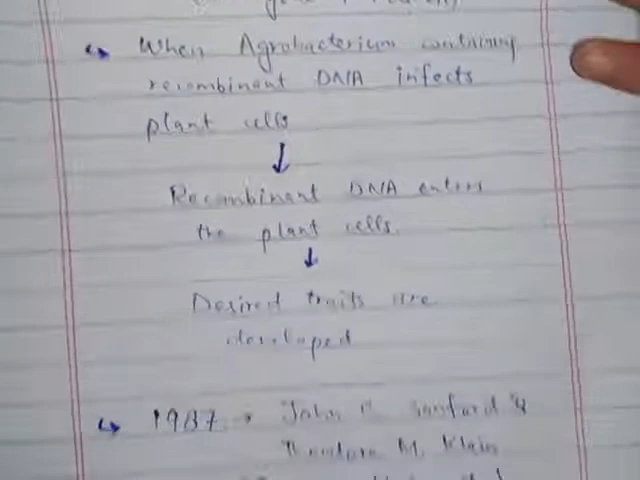 When Agrobacterium containing
recombinant DNA infects
plant cells
↓
Recombinant DNA enters
the plant cells.
↓
Desired traits are
developed
1987 → John C. Sanford &
Theodore M. Klein